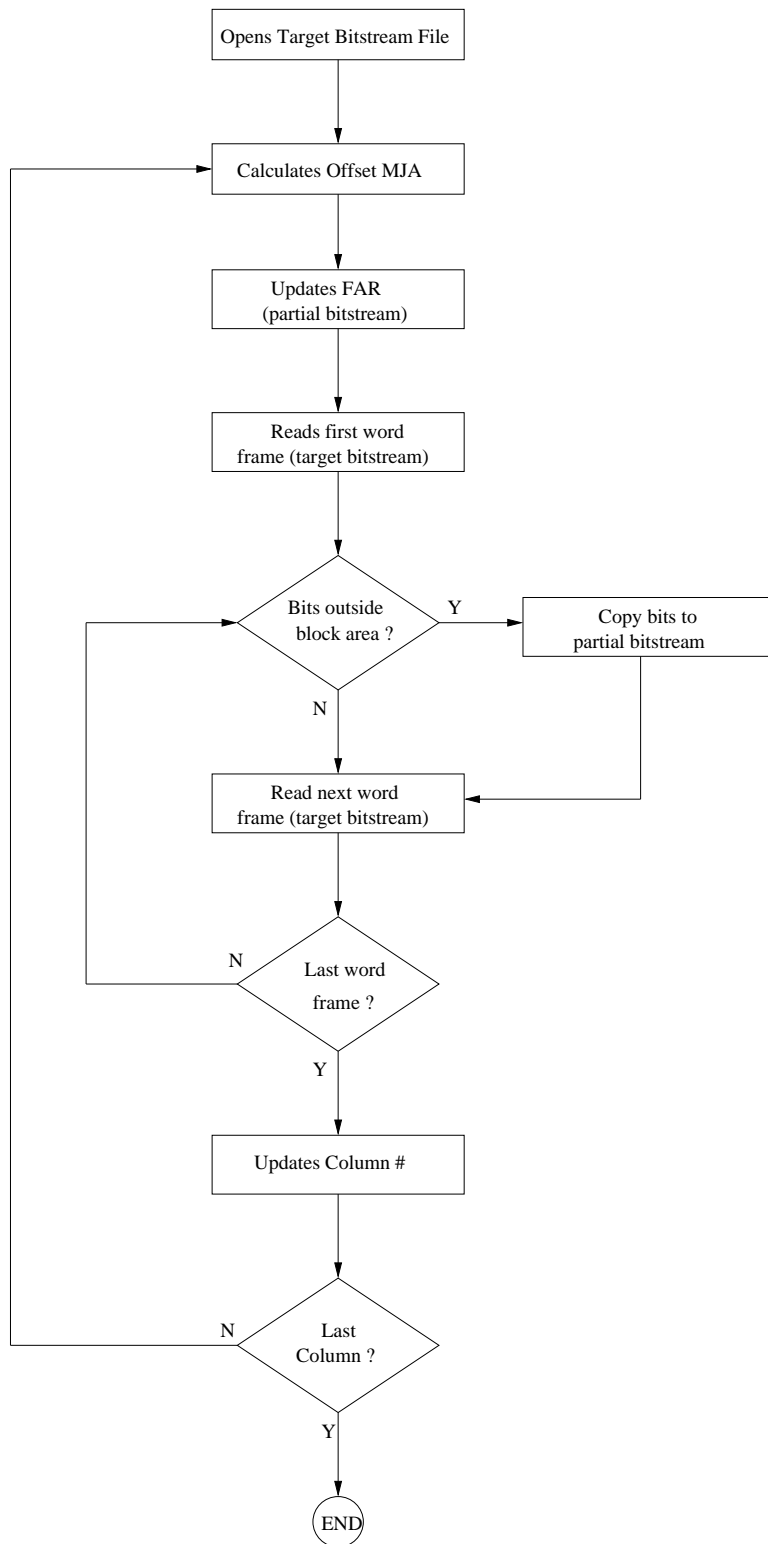 Opens Target Bitstream File
Calculates Offset MJA
Updates FAR
(partial bitstream)
Reads first word
frame (target bitstream)
Bits outside
block area ?
Y
Copy bits to
partial bitstream
N
Read next word
frame (target bitstream)
N
Last word
frame ?
Y
Updates Column #
N
Last
Column ?
Y
END